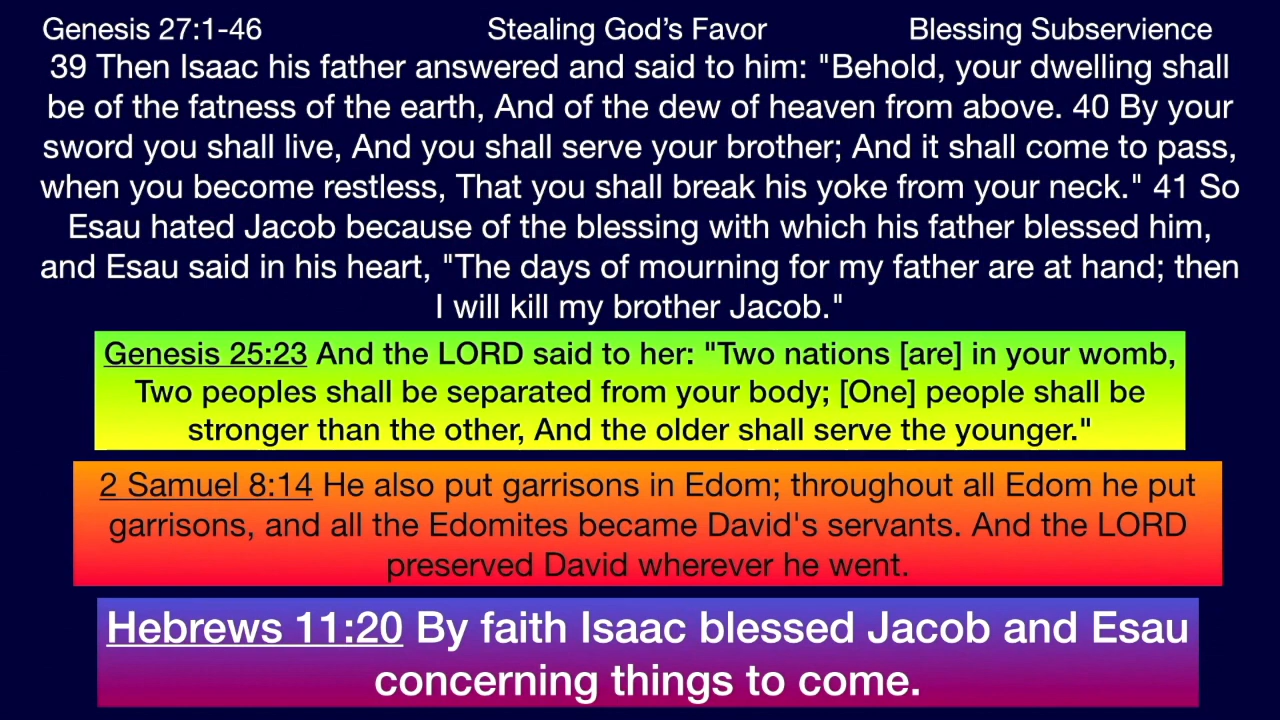 Genesis 27:1-46 Stealing God’s Favor Blessing Subservience
39 Then Isaac his father answered and said to him: "Behold, your dwelling shall
be of the fatness of the earth, And of the dew of heaven from above. 40 By your
sword you shall live, And you shall serve your brother; And it shall come to pass,
when you become restless, That you shall break his yoke from your neck." 41 So
Esau hated Jacob because of the blessing with which his father blessed him,
and Esau said in his heart, "The days of mourning for my father are at hand; then
I will kill my brother Jacob."
Genesis 25:23 And the LORD said to her: "Two nations [are] in your womb,
Two peoples shall be separated from your body; [One] people shall be
stronger than the other, And the older shall serve the younger."
2 Samuel 8:14 He also put garrisons in Edom; throughout all Edom he put
garrisons, and all the Edomites became David's servants. And the LORD
preserved David wherever he went.
Hebrews 11:20 By faith Isaac blessed Jacob and Esau
concerning things to come.